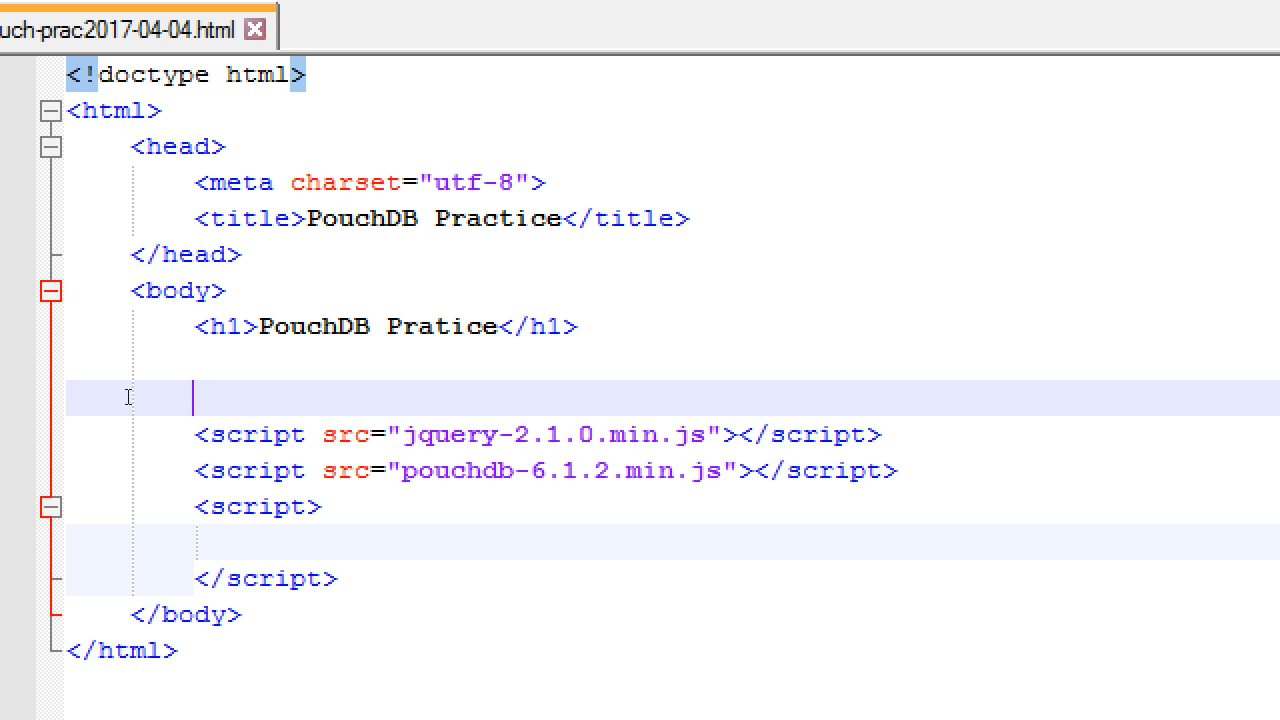 uch-prac2017-04-04.html
<!doctype html>
<html>
<head>
<meta charset="utf-8">
<title>PouchDB Practice</title>
</head>
<body>
<h1>PouchDB Pratice</h1>
<script src="jquery-2.1.0.min.js"></script>
<script src="pouchdb-6.1.2.min.js"></script>
<script>
</script>
</body>
</html>